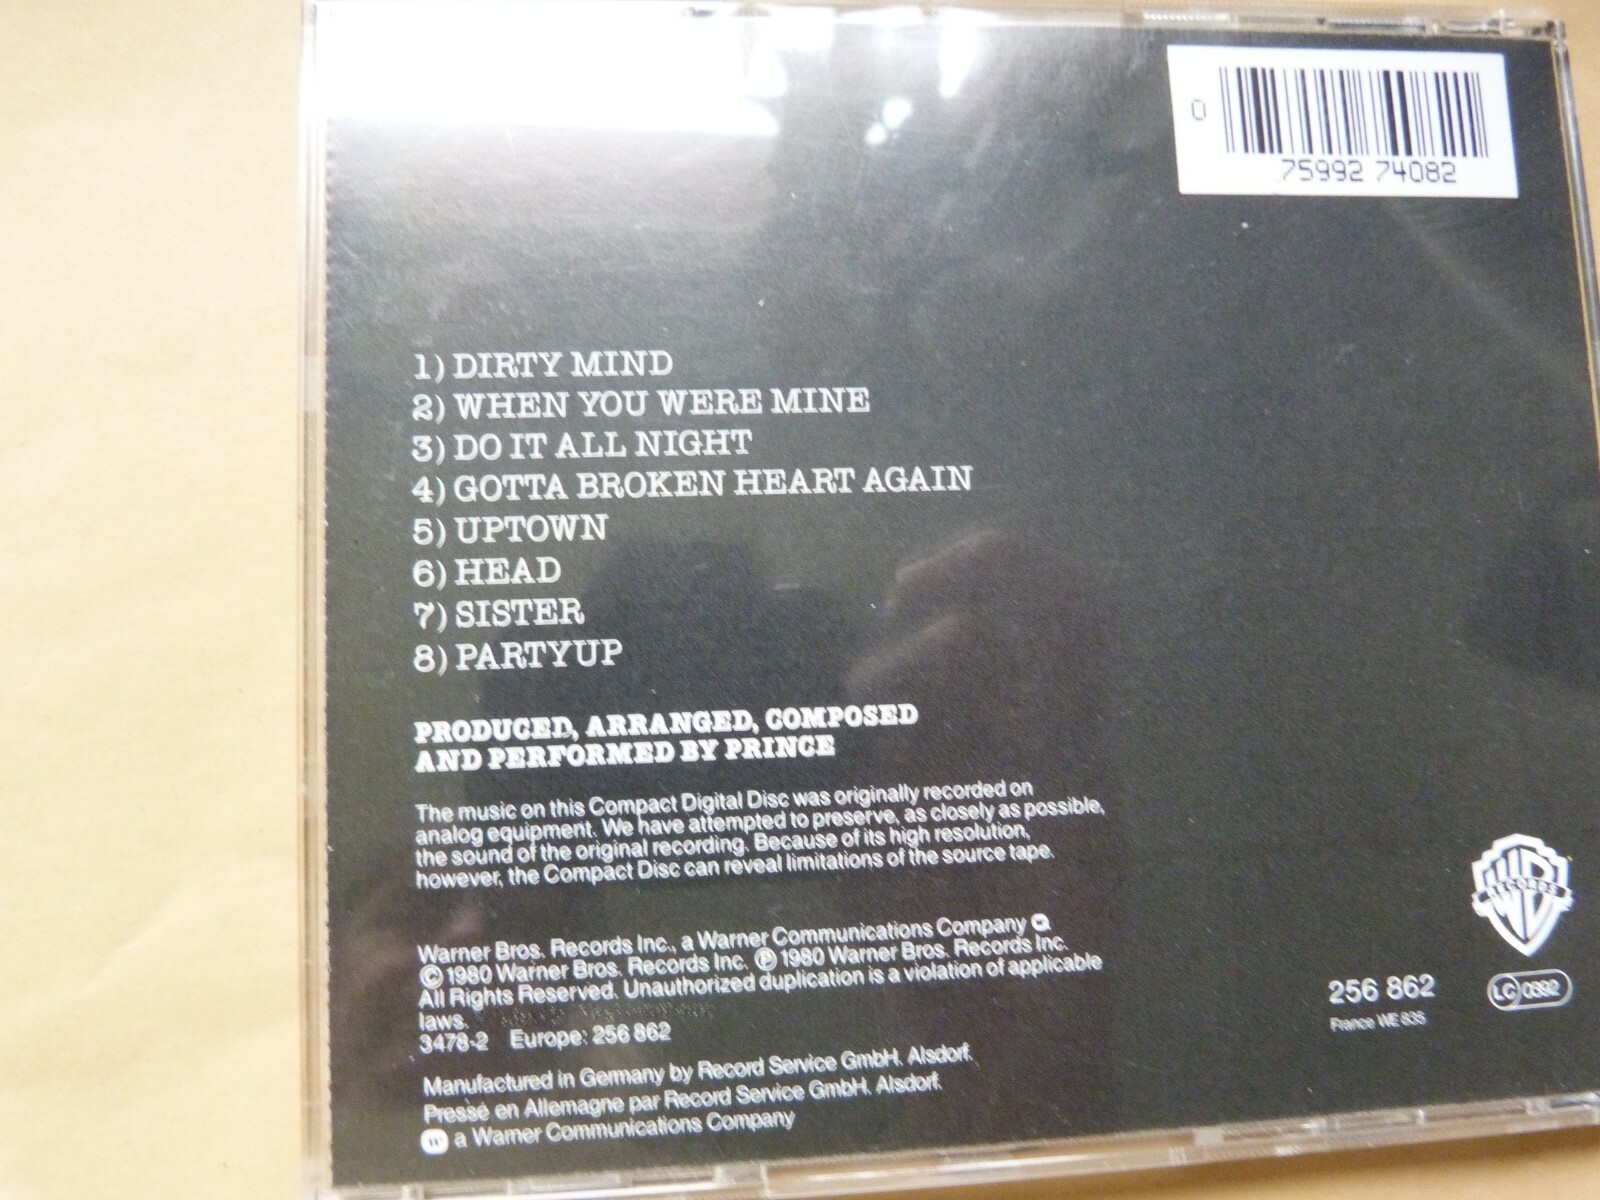 0
75992 74082
1) DIRTY MIND
2) WHEN YOU WERE MINE
3) DO IT ALL NIGHT
4) GOTTA BROKEN HEART AGAIN
5) UPTOWN
6) HEAD
7) SISTER
8) PARTYUP
PRODUCED, ARRANGED, COMPOSED
AND PERFORMED BY PRINCE
The music on this Compact Digital Disc was originally recorded on
analog equipment. We have attempted to preserve, as closely as possible,
the sound of the original recording. Because of its high resolution,
however, the Compact Disc can reveal limitations of the source tape.
Warner Bros. Records Inc., a Warner Communications Company
© 1980 Warner Bros. Records Inc. ℗ 1980 Warner Bros. Records Inc.
All Rights Reserved. Unauthorized duplication is a violation of applicable
laws.
3478-2 Europe: 256 862
Manufactured in Germany by Record Service GmbH. Alsdorf.
Pressé en Allemagne par Record Service GmbH. Alsdorf.
a Warner Communications Company
WB
RECORDS
256 862
LC 0392
France WE 835